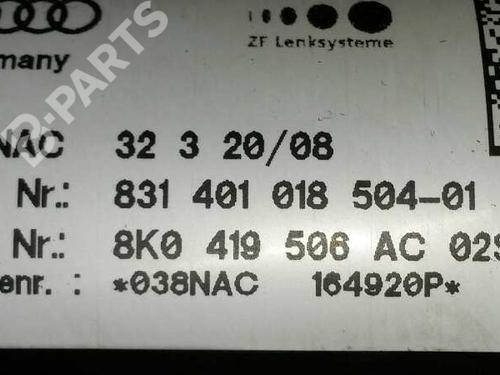 ZF Lenksysteme
many
NAC 32 3 20/08
Nr.: 831 401 018 504-01
Nr.: 8K0 419 506 AC 02S
enr. : *038NAC 164920P*
B-PARTS